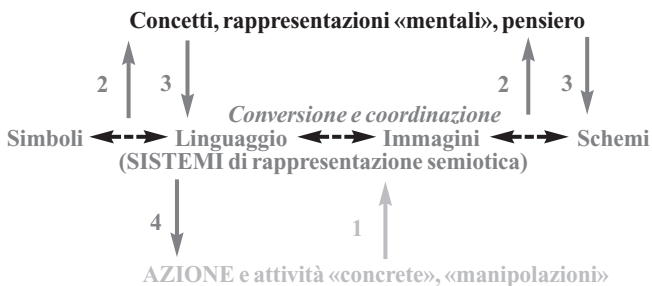 Concetti, rappresentazioni «mentali», pensiero
2 3 2 3
Conversione e coordinazione
Simboli Linguaggio Immagini Schemi
(SISTEMI di rappresentazione semiotica)
4 1
AZIONE e attività «concrete», «manipolazioni»